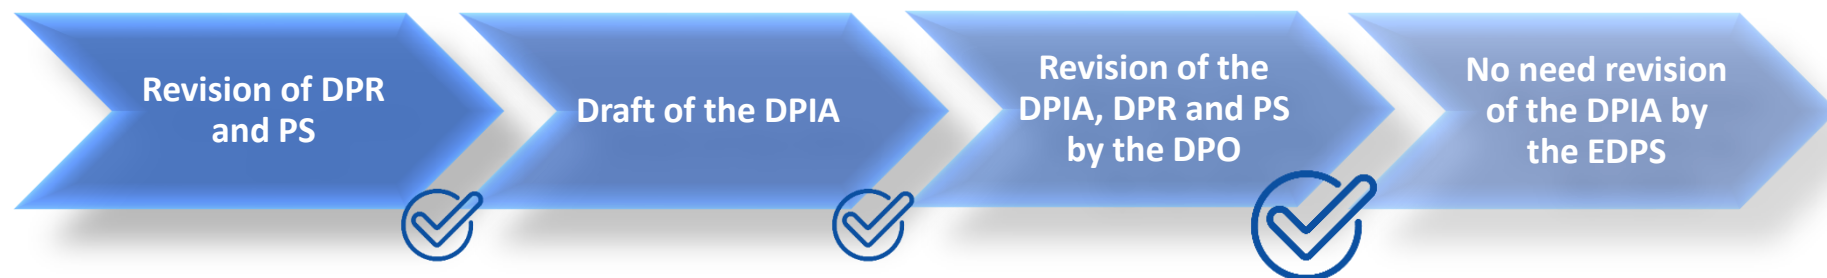 Revision of DPR
and PS
Draft of the DPIA
Revision of the
DPIA, DPR and PS
by the DPO
No need revision
of the DPIA by
the EDPS